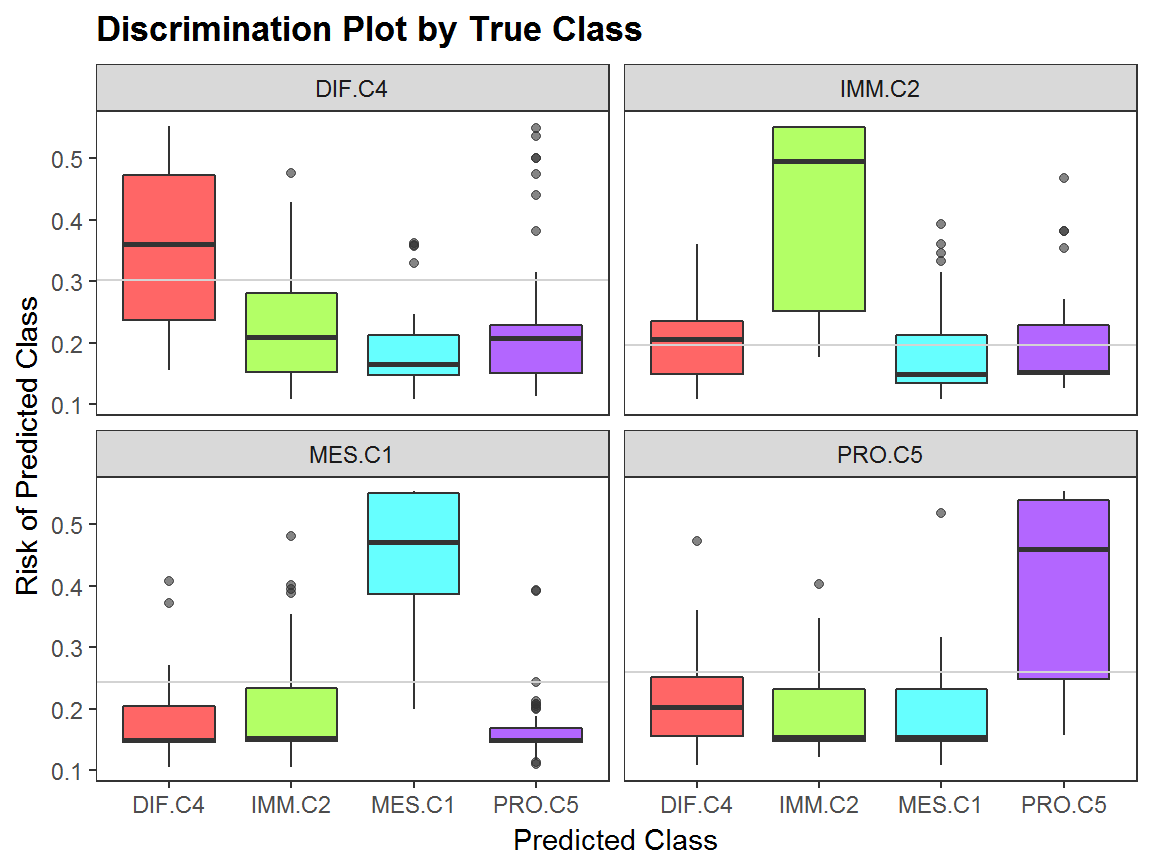 Discrimination Plot by True Class
DIF.C4
IMM.C2
0.5
0.4
0.3
0.2
0.1
MES.C1
PRO.C5
0.5
0.4
0.3
0.2
0.1
Risk of Predicted Class
DIF.C4 IMM.C2 MES.C1 PRO.C5
DIF.C4 IMM.C2 MES.C1 PRO.C5
Predicted Class